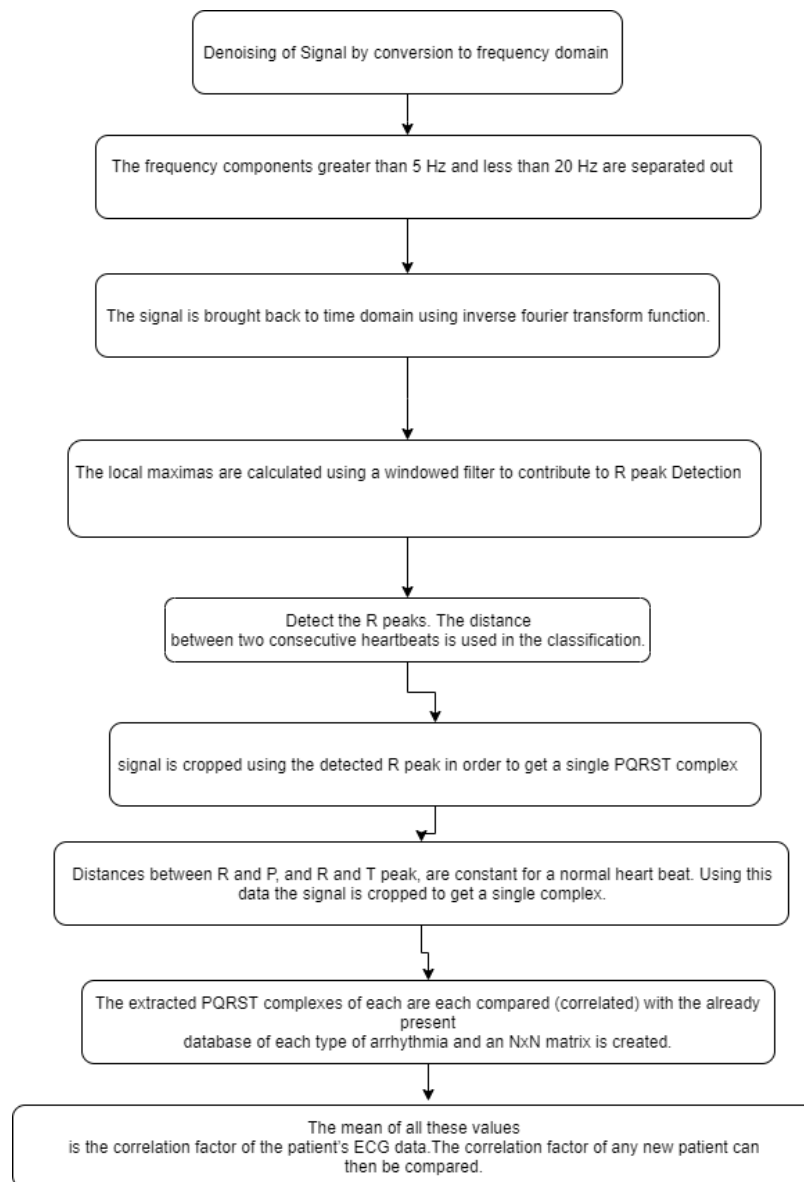 Denoising of Signal by conversion to frequency domain
The frequency components greater than 5 Hz and less than 20 Hz are separated out
The signal is brought back to time domain using inverse fourier transform function.
The local maximas are calculated using a windowed filter to contribute to R peak Detection
Detect the R peaks. The distance
between two consecutive heartbeats is used in the classification.
signal is cropped using the detected R peak in order to get a single PQRST complex
Distances between R and P, and R and T peak, are constant for a normal heart beat. Using this
data the signal is cropped to get a single complex.
The extracted PQRST complexes of each are each compared (correlated) with the already
present
database of each type of arrhythmia and an NxN matrix is created.
The mean of all these values
is the correlation factor of the patient's ECG data.The correlation factor of any new patient can
then be compared.